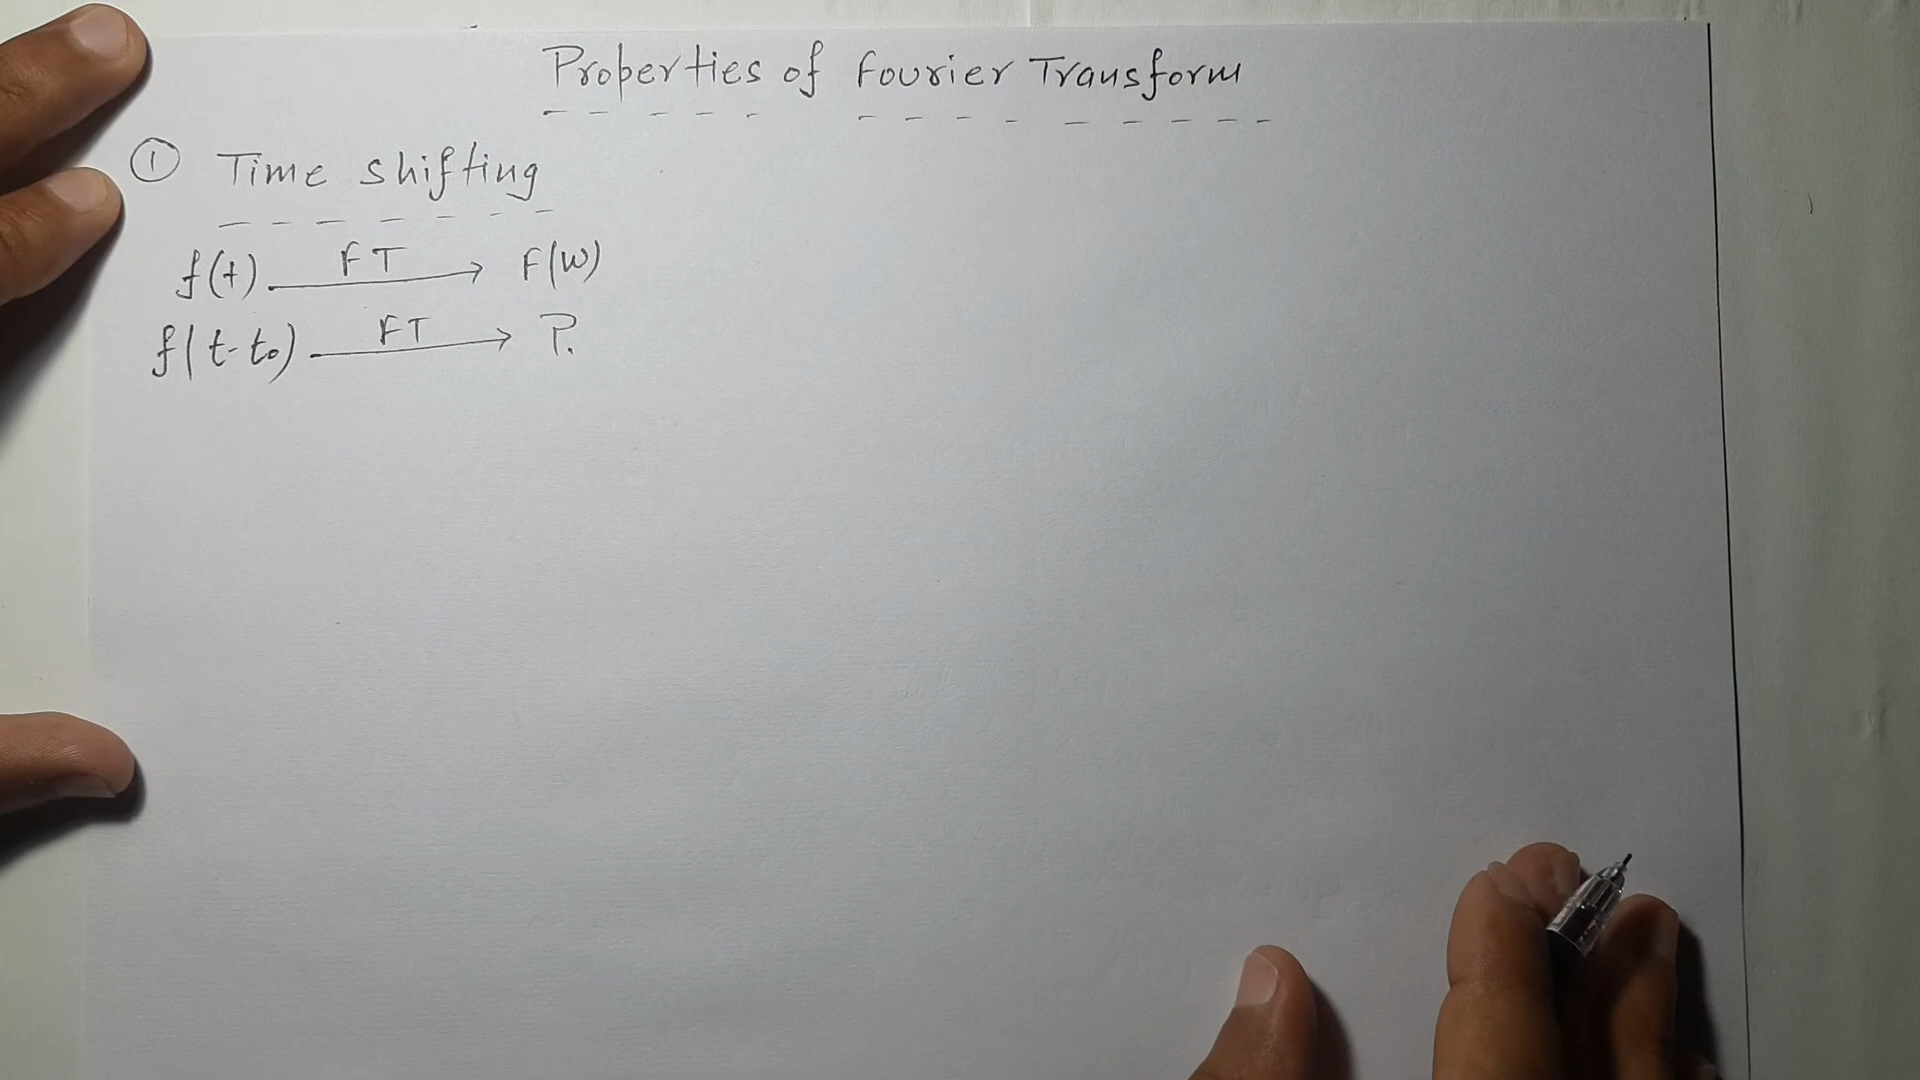 Properties of Fourier Transform
① Time shifting
f(t) FT → F(w)
f(t-t₀) FT → ?